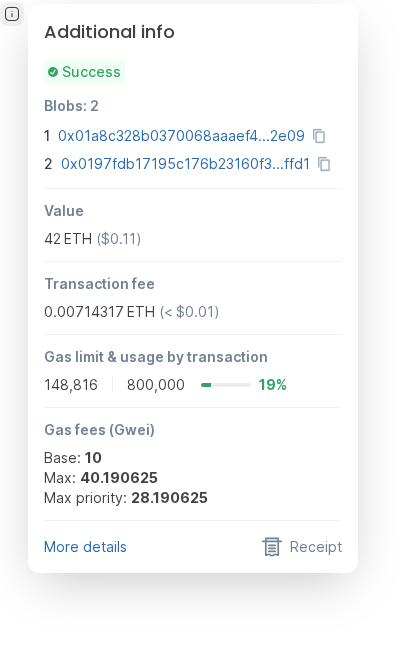 Additional info
Success
Blobs: 2
1 0x01a8c328b0370068aaaef4...2e09
2 0x0197fdb17195c176b23160f3...ffd1
Value
42 ETH ($0.11)
Transaction fee
0.00714317 ETH (< $0.01)
Gas limit & usage by transaction
148,816 800,000 19%
Gas fees (Gwei)
Base: 10
Max: 40.190625
Max priority: 28.190625
More details Receipt